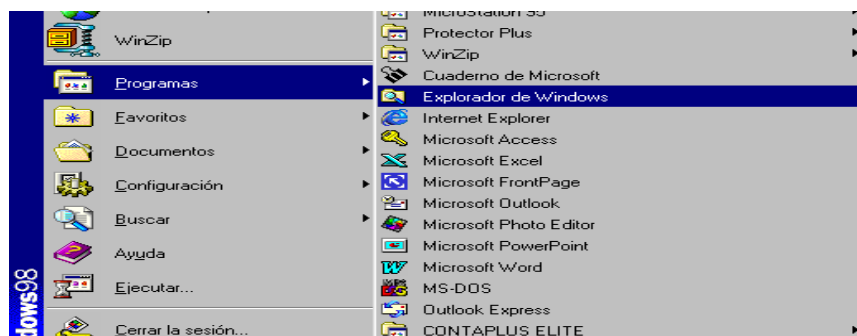 MicroStation 95
WinZip
Protector Plus
WinZip
Programas
Cuaderno de Microsoft
Explorador de Windows
Favoritos
Internet Explorer
Microsoft Access
Documentos
Microsoft Excel
Configuración
Microsoft FrontPage
Microsoft Outlook
Buscar
Microsoft Photo Editor
Ayuda
Microsoft PowerPoint
Microsoft Word
Ejecutar...
MS-DOS
Outlook Express
Cerrar la sesión...
CONTAPLUS ELITE
dows98